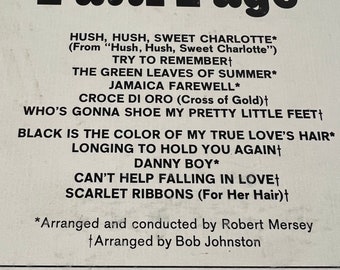 Patti Page
HUSH, HUSH, SWEET CHARLOTTE*
(From "Hush, Hush, Sweet Charlotte")
TRY TO REMEMBER†
THE GREEN LEAVES OF SUMMER*
JAMAICA FAREWELL*
CROCE DI ORO (Cross of Gold)†
WHO'S GONNA SHOE MY PRETTY LITTLE FEET†
BLACK IS THE COLOR OF MY TRUE LOVE'S HAIR*
LONGING TO HOLD YOU AGAIN†
DANNY BOY*
CAN'T HELP FALLING IN LOVE†
SCARLET RIBBONS (For Her Hair)†
*Arranged and conducted by Robert Mersey
†Arranged by Bob Johnston